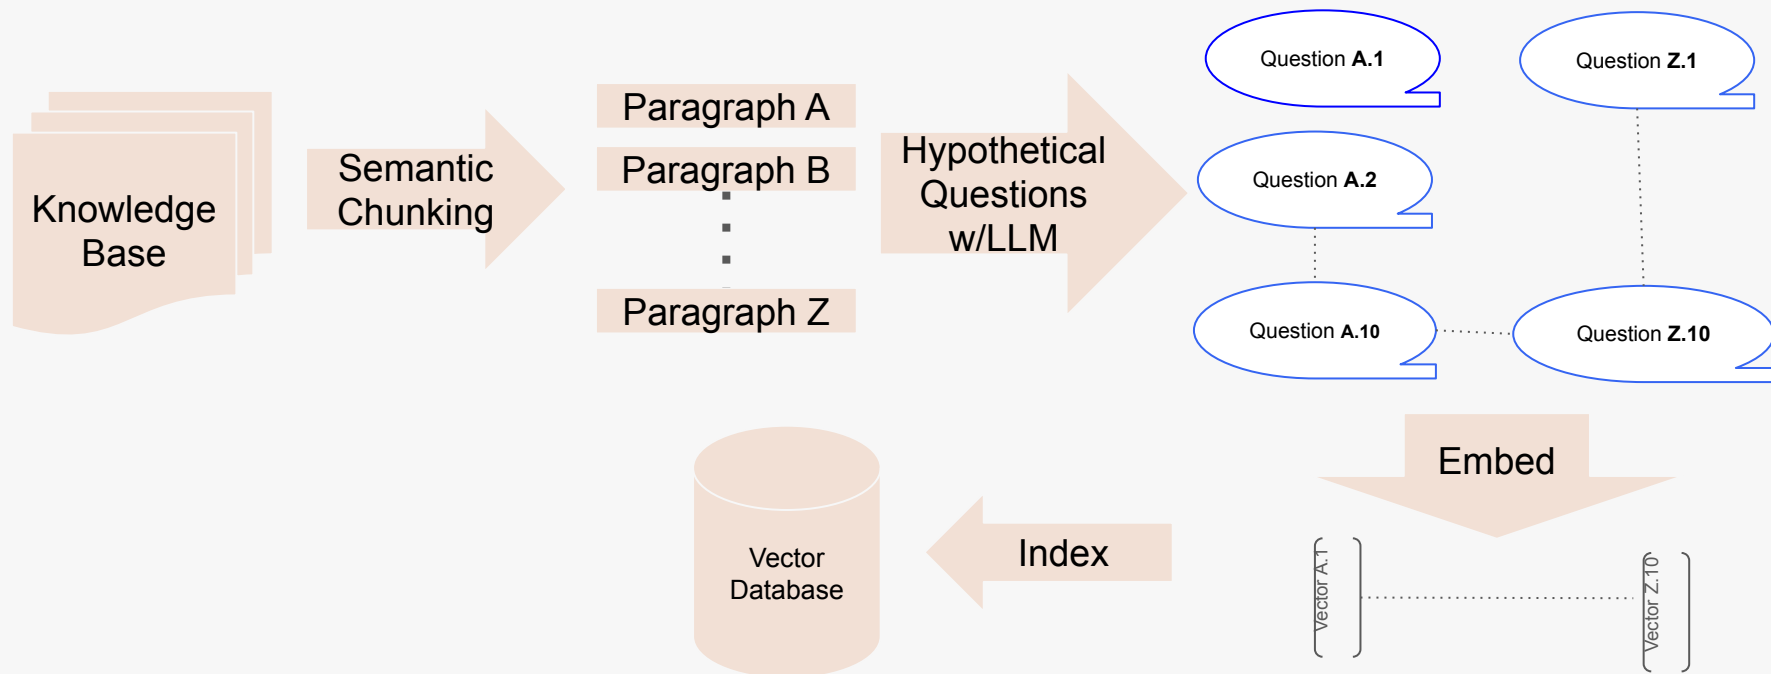 Knowledge
Base
Semantic
Chunking
Paragraph A
Paragraph B
Paragraph Z
Hypothetical
Questions
w/LLM
Question A.1
Question Z.1
Question A.2
Question A.10
Question Z.10
Embed
Vector A.1
Vector Z.10
Index
Vector
Database